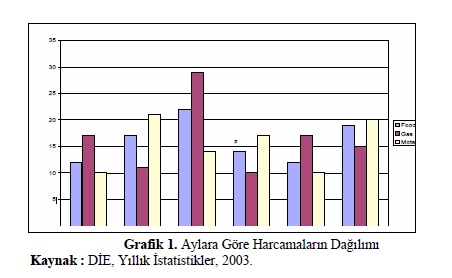 35
30
25
20
15
10
5
z
Food
Gas
Mote
Grafik 1. Aylara Göre Harcamaların Dağılımı
Kaynak : DİE, Yıllık İstatistikler, 2003.